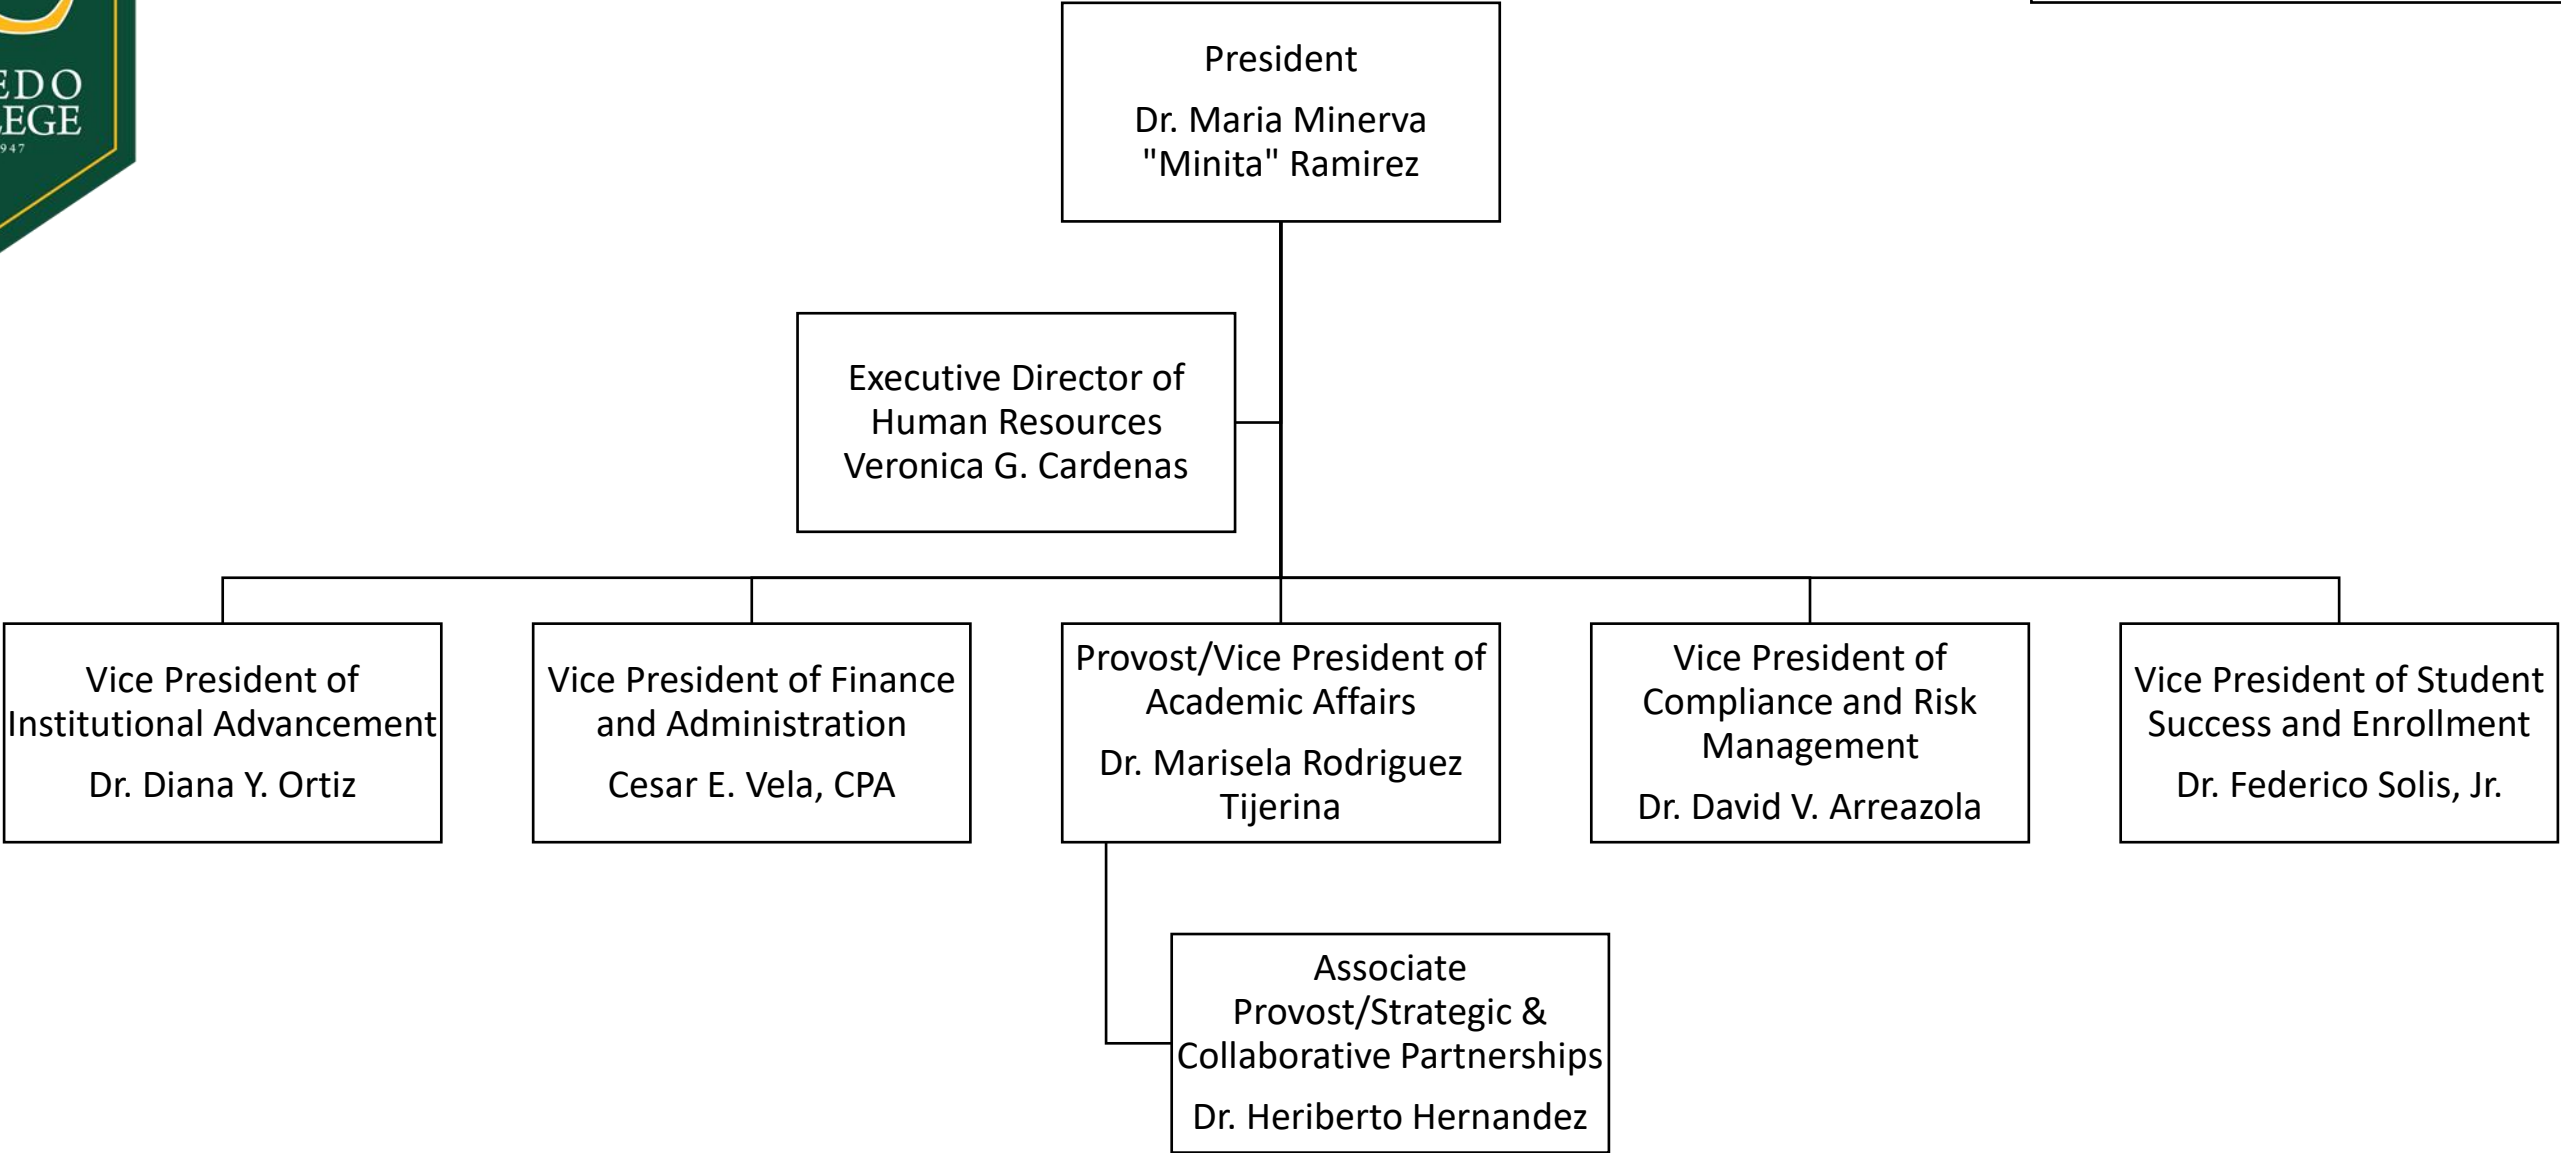 President
Dr. Maria Minerva
"Minita" Ramirez
Executive Director of
Human Resources
Veronica G. Cardenas
Vice President of
Institutional Advancement
Dr. Diana Y. Ortiz
Vice President of Finance
and Administration
Cesar E. Vela, CPA
Provost/Vice President of
Academic Affairs
Dr. Marisela Rodriguez
Tijerina
Vice President of
Compliance and Risk
Management
Dr. David V. Arreazola
Vice President of Student
Success and Enrollment
Dr. Federico Solis, Jr.
Associate
Provost/Strategic &
Collaborative Partnerships
Dr. Heriberto Hernandez